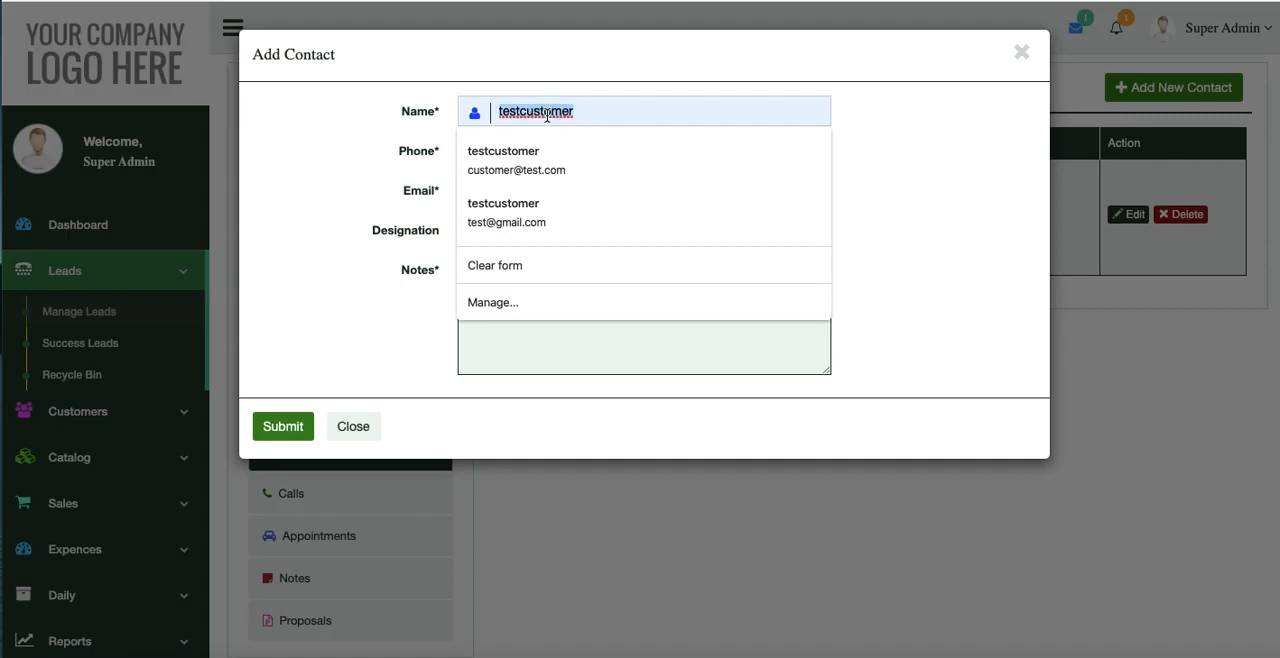 YOUR COMPANY
LOGO HERE
1
1
Super Admin
Welcome,
Super Admin
Dashboard
Leads
Manage Leads
Success Leads
Recycle Bin
Customers
Catalog
Sales
Expences
Daily
Reports
Add Contact
Name*
testcustomer
Phone*
Email*
Designation
Notes*
testcustomer
customer@test.com
testcustomer
test@gmail.com
Clear form
Manage...
Submit
Close
Calls
Appointments
Notes
Proposals
Add New Contact
Action
Edit
Delete